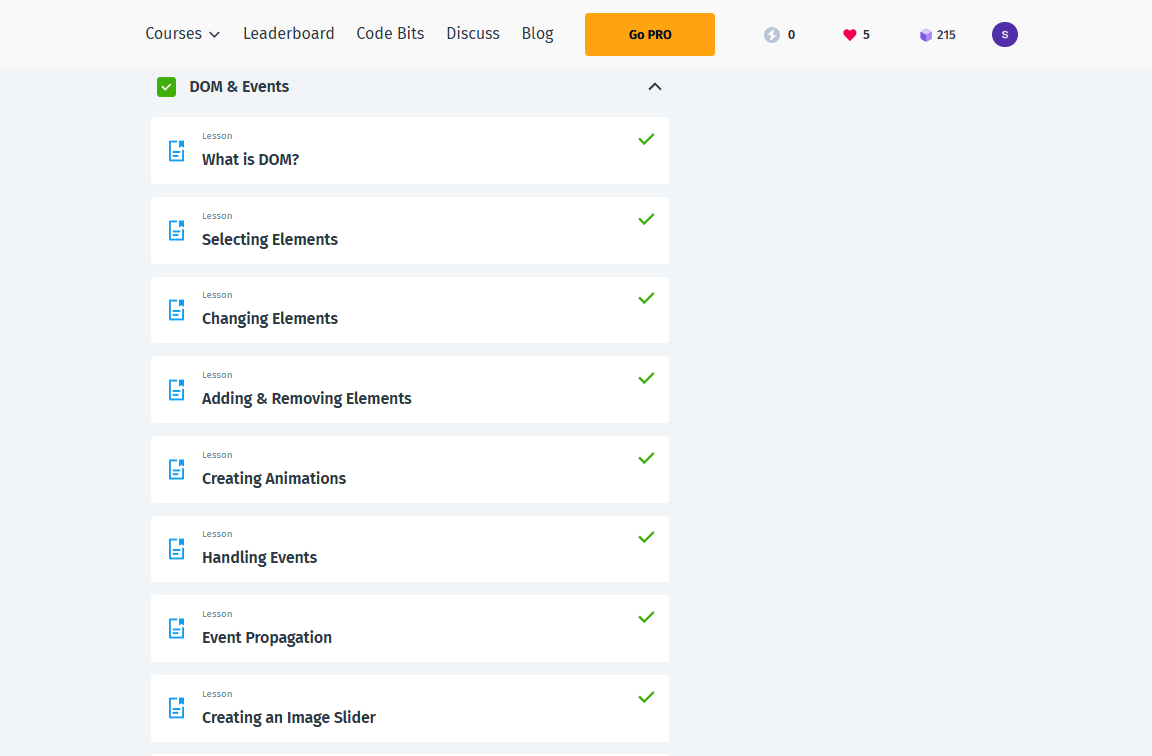 Courses Leaderboard Code Bits Discuss Blog Go PRO 0 5 215 S
DOM & Events
Lesson
What is DOM?
Lesson
Selecting Elements
Lesson
Changing Elements
Lesson
Adding & Removing Elements
Lesson
Creating Animations
Lesson
Handling Events
Lesson
Event Propagation
Lesson
Creating an Image Slider